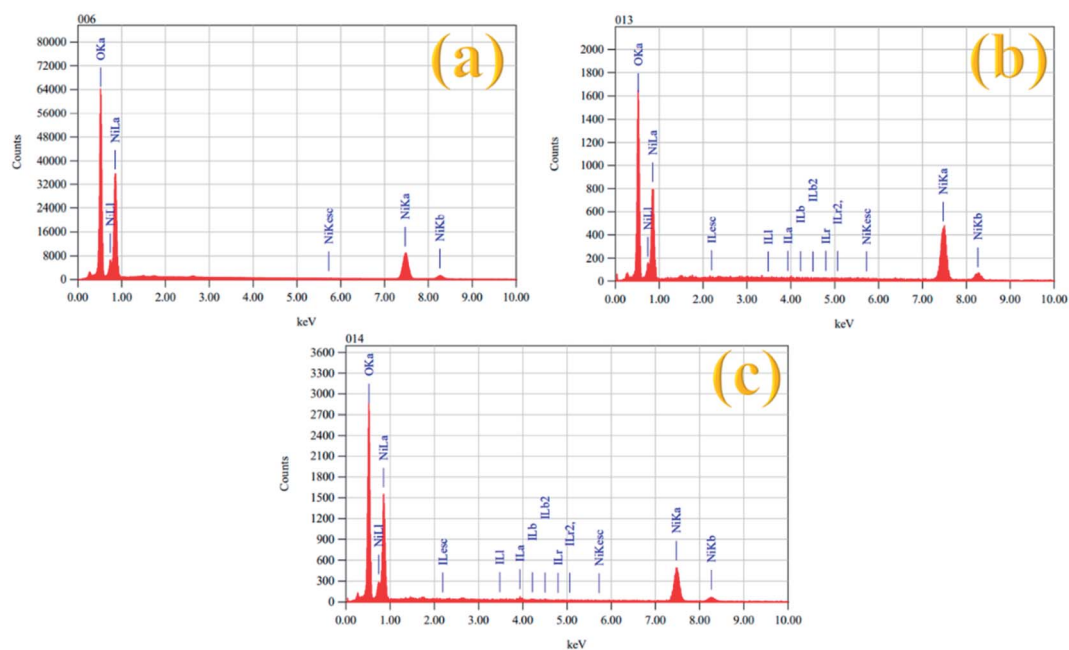 006
(a)
80000
72000
64000
56000
48000
40000
32000
24000
16000
8000
0
Counts
OKa
NiLl
NiLa
NiKesc
NiKa
NiKb
0.00 1.00 2.00 3.00 4.00 5.00 6.00 7.00 8.00 9.00 10.00
keV
013
(b)
2000
1800
1600
1400
1200
1000
800
600
400
200
0
Counts
OKa
NiLl
NiLa
ILesc
ILl
ILa
ILb
ILb2
ILr
ILr2,
NiKesc
NiKa
NiKb
0.00 1.00 2.00 3.00 4.00 5.00 6.00 7.00 8.00 9.00 10.00
keV
014
(c)
3600
3300
3000
2700
2400
2100
1800
1500
1200
900
600
300
0
Counts
OKa
NiLl
NiLa
ILesc
ILl
ILa
ILb
ILb2
ILr
ILr2,
NiKesc
NiKa
NiKb
0.00 1.00 2.00 3.00 4.00 5.00 6.00 7.00 8.00 9.00 10.00
keV